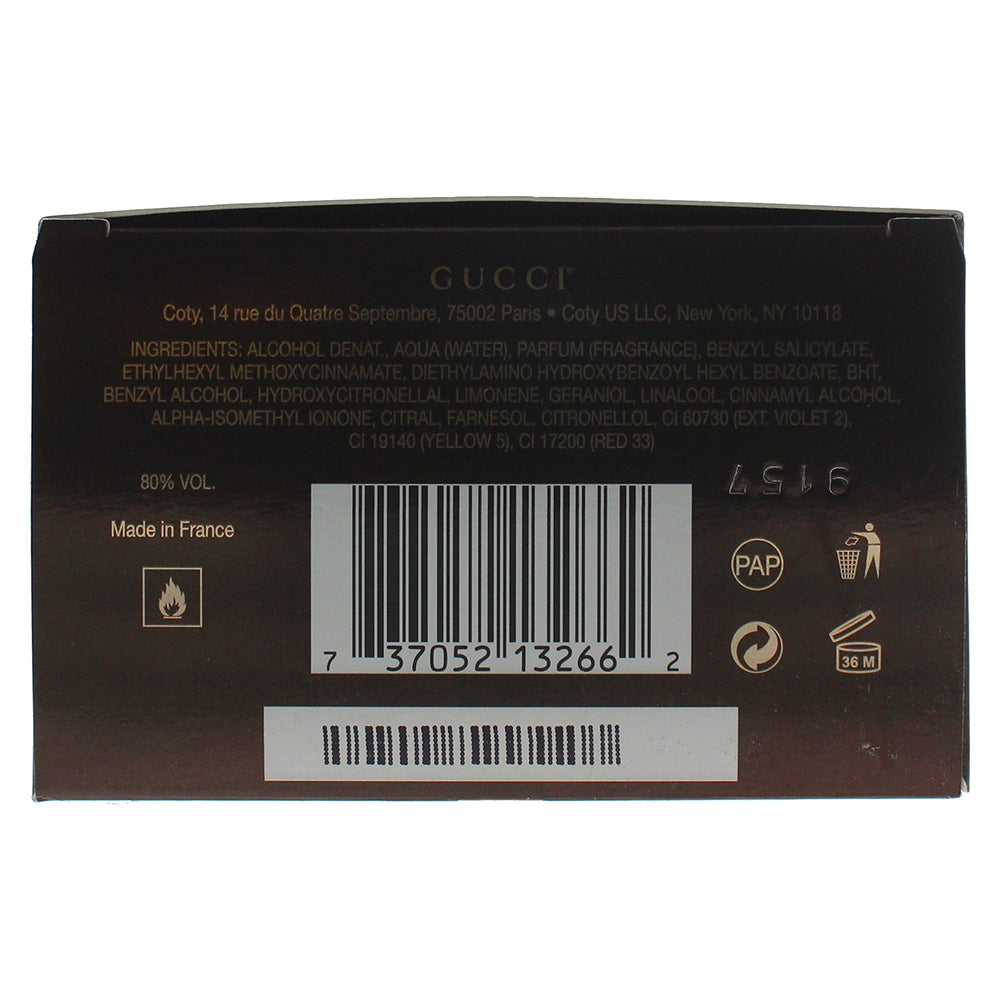 GUCCI®
Coty, 14 rue du Quatre Septembre, 75002 Paris • Coty US LLC, New York, NY 10118
INGREDIENTS: ALCOHOL DENAT., AQUA (WATER), PARFUM (FRAGRANCE), BENZYL SALICYLATE,
ETHYLHEXYL METHOXYCINNAMATE, DIETHYLAMINO HYDROXYBENZOYL HEXYL BENZOATE, BHT,
BENZYL ALCOHOL, HYDROXYCITRONELLAL, LIMONENE, GERANIOL, LINALOOL, CINNAMYL ALCOHOL,
ALPHA-ISOMETHYL IONONE, CITRAL, FARNESOL, CITRONELLOL, CI 60730 (EXT. VIOLET 2),
CI 19140 (YELLOW 5), CI 17200 (RED 33)
9157
80% VOL.
Made in France
PAP
36 M
7 37052 13266 2